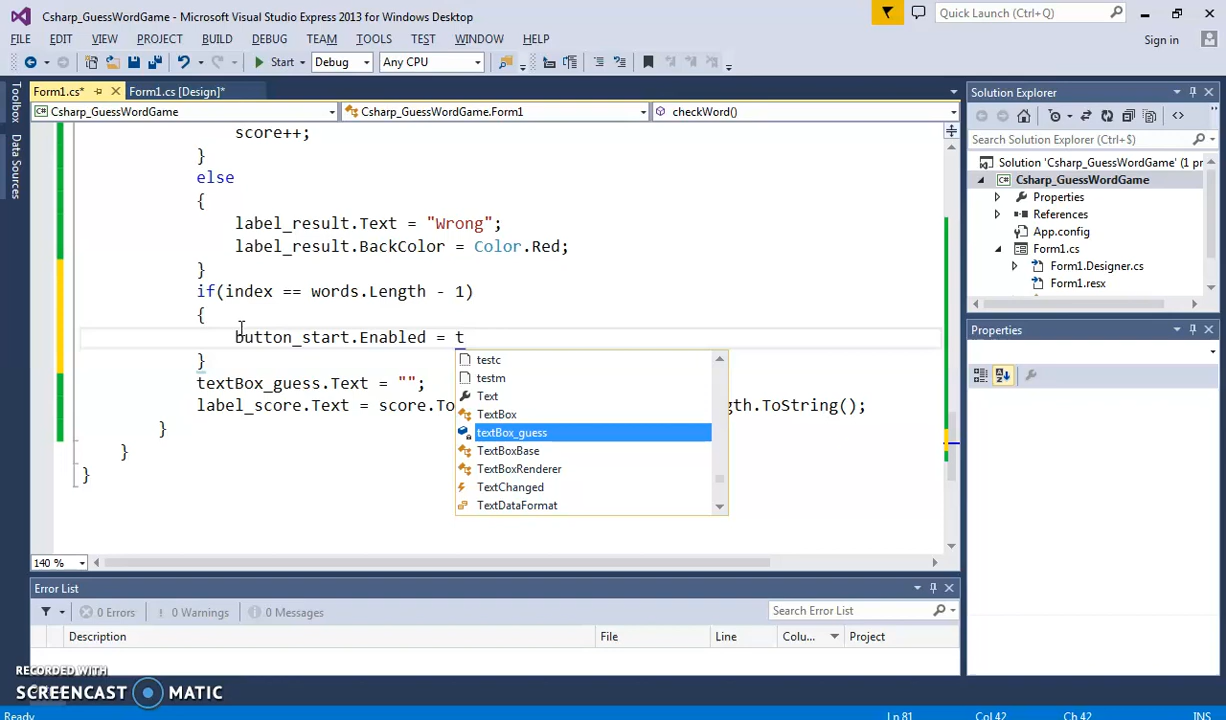 Csharp_GuessWordGame - Microsoft Visual Studio Express 2013 for Windows Desktop
Quick Launch (Ctrl+Q)
FILE EDIT VIEW PROJECT BUILD DEBUG TEAM TOOLS TEST WINDOW HELP
Sign in
Start Debug Any CPU
Toolbox
Data Sources
Form1.cs* Form1.cs [Design]*
Csharp_GuessWordGame Csharp_GuessWordGame.Form1 checkWord()
score++;
}
else
{
label_result.Text = "Wrong";
label_result.BackColor = Color.Red;
}
if(index == words.Length - 1)
{
button_start.Enabled = t
}
textBox_guess.Text = "";
label_score.Text = score.To gth.ToString();
}
}
}
testc
testm
Text
TextBox
textBox_guess
TextBoxBase
TextBoxRenderer
TextChanged
TextDataFormat
140 %
Solution Explorer
Search Solution Explorer (Ctrl+$)
Solution 'Csharp_GuessWordGame' (1 pr
Csharp_GuessWordGame
Properties
References
App.config
Form1.cs
Form1.Designer.cs
Form1.resx
Properties
Error List
0 Errors 0 Warnings 0 Messages Search Error List
Description File Line Colu... Project
RECORDED WITH
SCREENCAST MATIC
Ready Ln 81 Col 42 Ch 42 INS